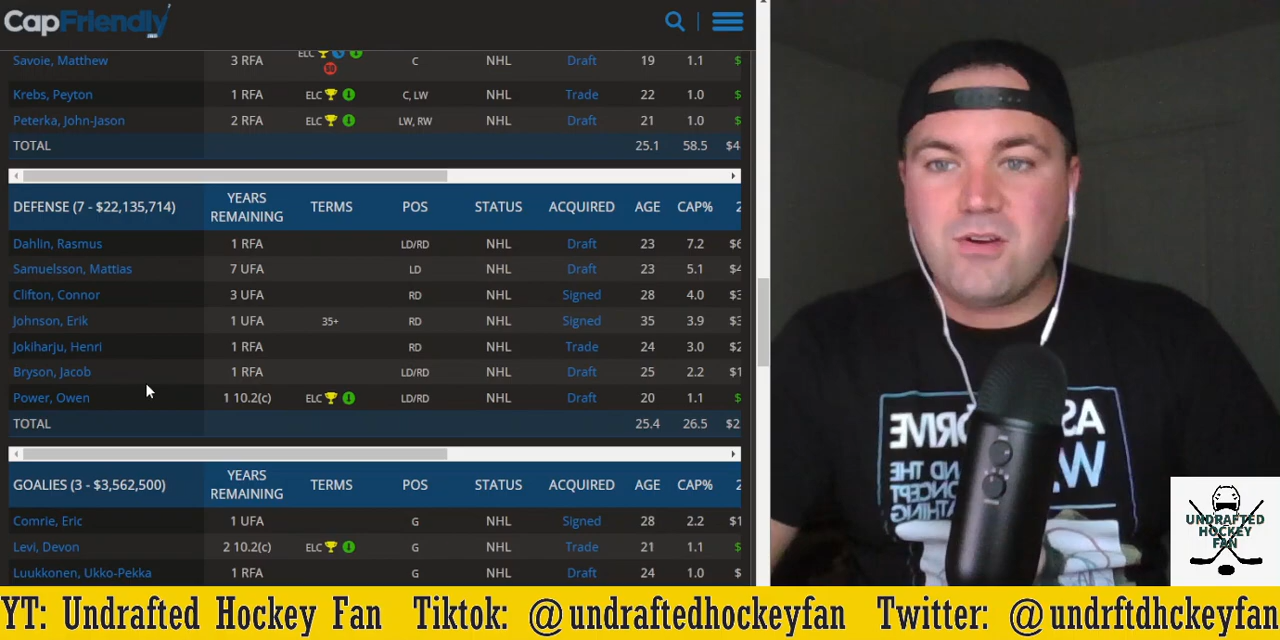 CapFriendly
Savoie, Matthew 3 RFA ELC C NHL Draft 19 1.1
Krebs, Peyton 1 RFA ELC C, LW NHL Trade 22 1.0 $
Peterka, John-Jason 2 RFA ELC LW, RW NHL Draft 21 1.0 $
TOTAL 25.1 58.5 $4
DEFENSE (7 - $22,135,714) YEARS REMAINING TERMS POS STATUS ACQUIRED AGE CAP% 2
Dahlin, Rasmus 1 RFA LD/RD NHL Draft 23 7.2 $6
Samuelsson, Mattias 7 UFA LD NHL Draft 23 5.1 $4
Clifton, Connor 3 UFA RD NHL Signed 28 4.0 $3
Johnson, Erik 1 UFA 35+ RD NHL Signed 35 3.9 $3
Jokiharju, Henri 1 RFA RD NHL Trade 24 3.0 $2
Bryson, Jacob 1 RFA LD/RD NHL Draft 25 2.2 $1
Power, Owen 1 10.2(c) ELC LD/RD NHL Draft 20 1.1 $
TOTAL 25.4 26.5 $2
GOALIES (3 - $3,562,500) YEARS REMAINING TERMS POS STATUS ACQUIRED AGE CAP% 2
Comrie, Eric 1 UFA G NHL Signed 28 2.2 $1
Levi, Devon 2 10.2(c) ELC G NHL Trade 21 1.1 $
Luukkonen, Ukko-Pekka 1 RFA G NHL Draft 24 1.0 $
UNDRAFTED
HOCKEY
FAN
YT: Undrafted Hockey Fan Tiktok: @undraftedhockeyfan Twitter: @undrftdhckeyfan